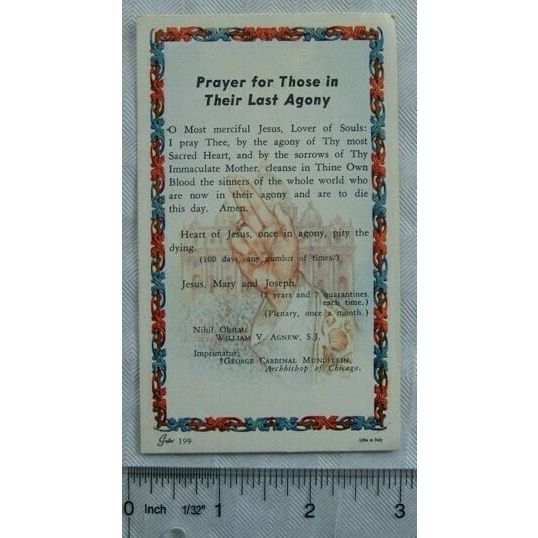 Prayer for Those in
Their Last Agony
O Most merciful Jesus, Lover of Souls:
I pray Thee, by the agony of Thy most
Sacred Heart, and by the sorrows of Thy
Immaculate Mother, cleanse in Thine Own
Blood the sinners of the whole world who
are now in their agony and are to die
this day. Amen.
Heart of Jesus, once in agony, pity the
dying.
(100 days, any number of times.)
Jesus, Mary and Joseph.
(7 years and 7 quarantines
each time.)
(Plenary, once a month.)
Nihil Obstat:
WILLIAM V. AGNEW, S.J.
Imprimatur:
†GEORGE CARDINAL MUNDELEIN,
Archbishop of Chicago.
199
Litho in Italy
0 Inch 1/32" 1 2 3